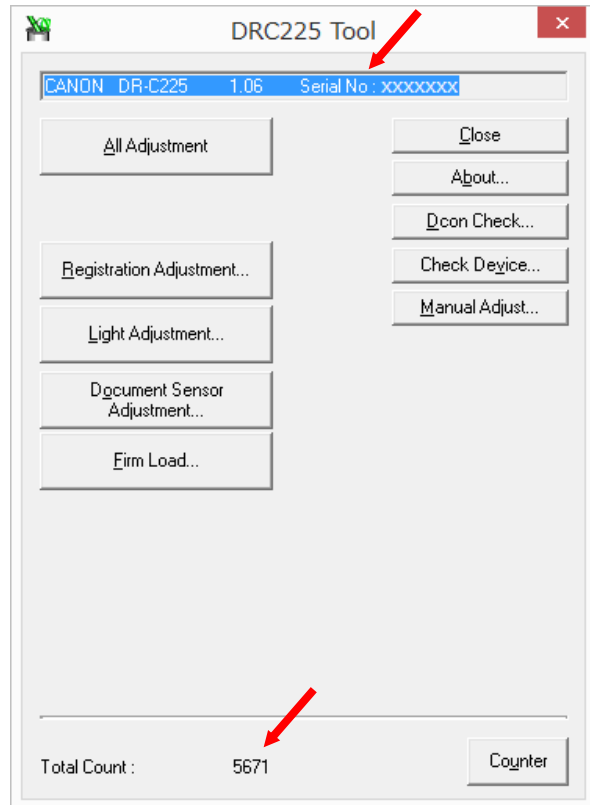 DRC225 Tool
×
CANON DR-C225 1.06 Serial No : xxxxxxx
All Adjustment
Close
About...
Dcon Check...
Registration Adjustment...
Check Device...
Manual Adjust...
Light Adjustment...
Document Sensor
Adjustment...
Firm Load...
Total Count :
5671
Counter